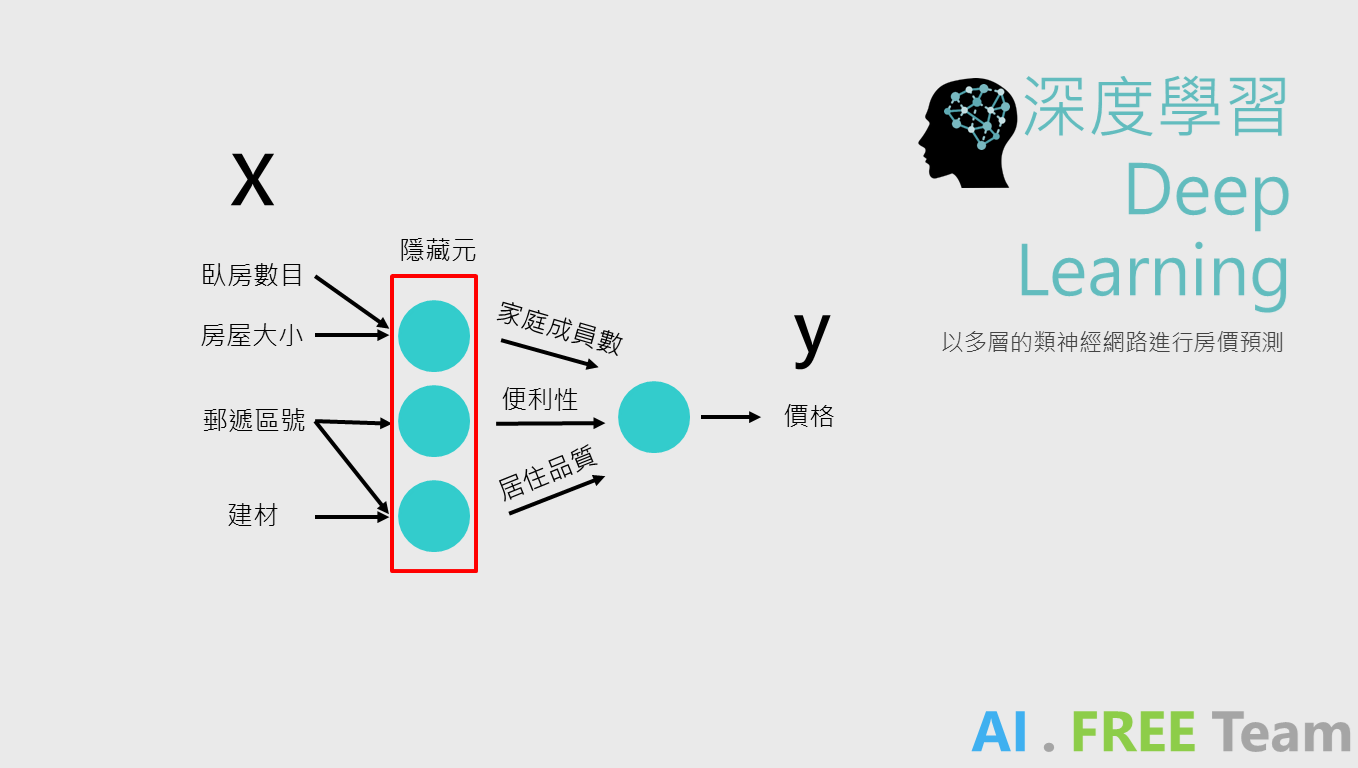 深度學習
Deep
Learning
以多層的類神經網路進行房價預測
X
隱藏元
臥房數目
房屋大小
郵遞區號
建材
家庭成員數
便利性
居住品質
y
價格
AI . FREE Team